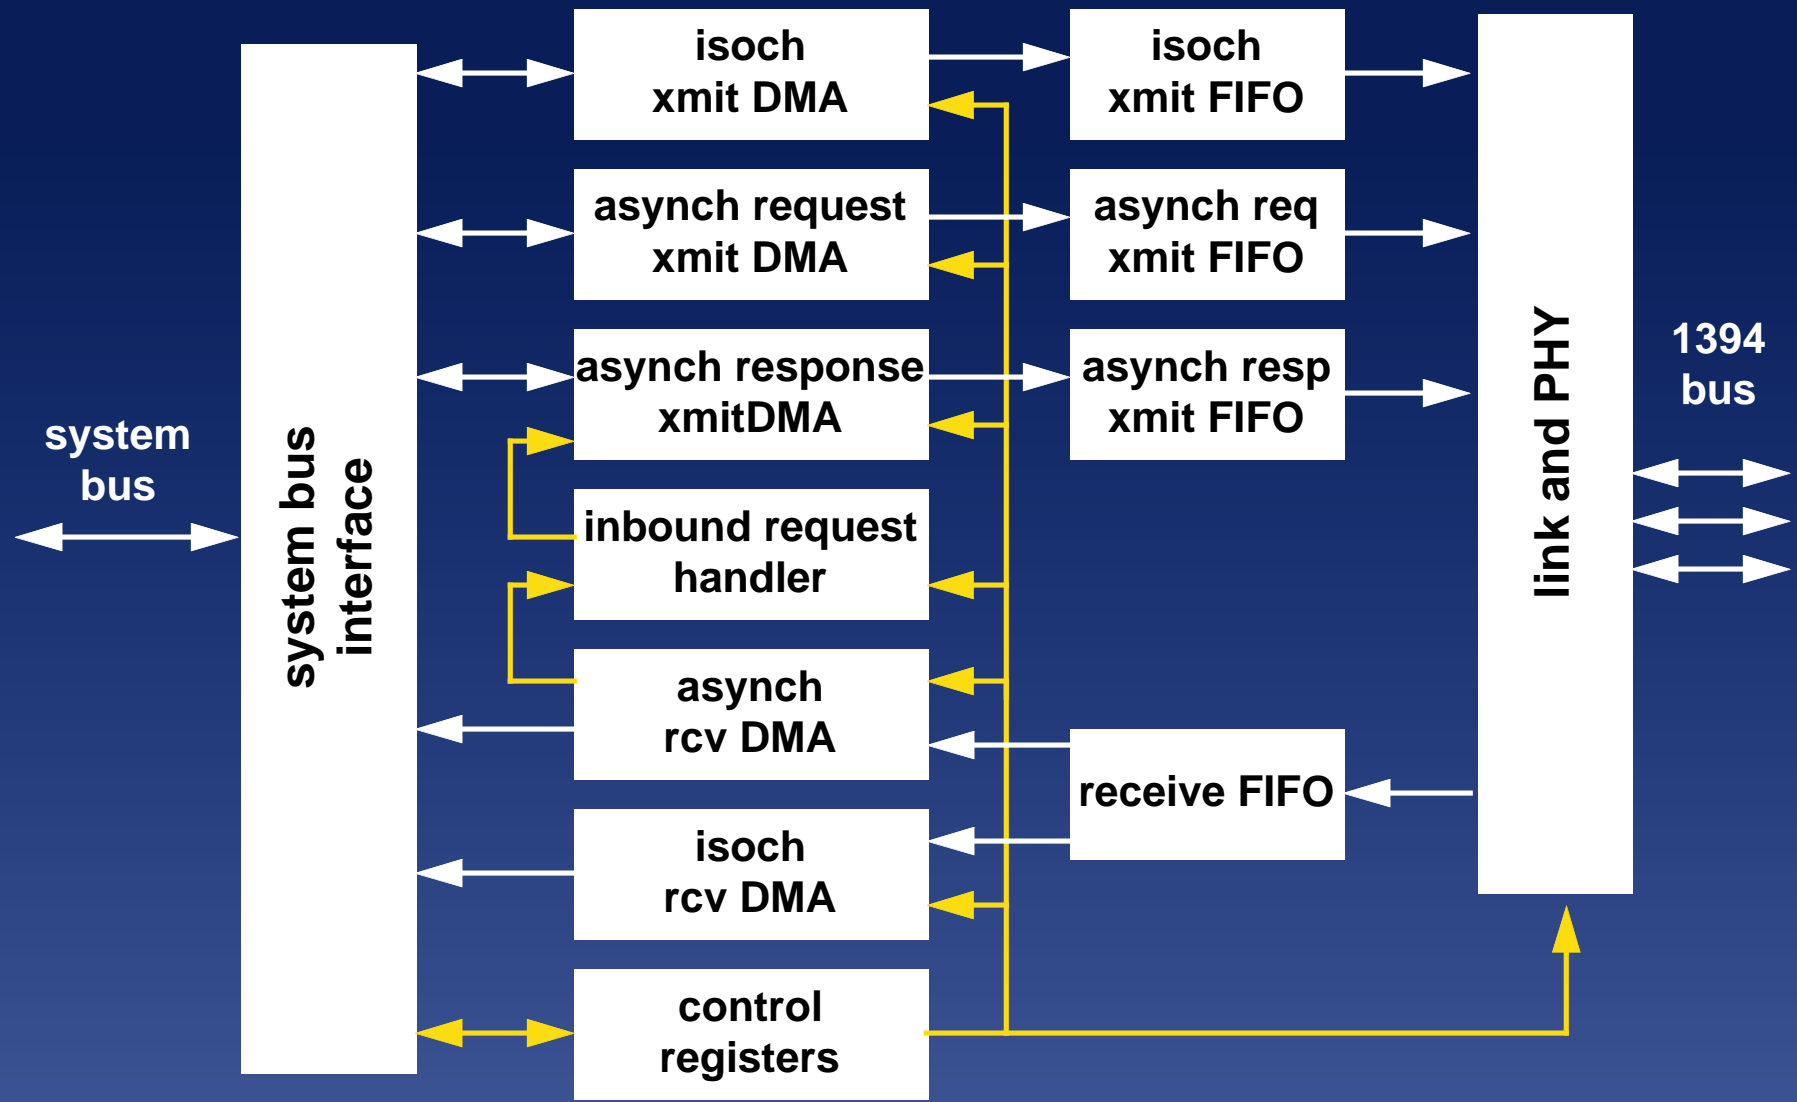 system
bus
system bus
interface
isoch
xmit DMA
asynch request
xmit DMA
asynch response
xmitDMA
inbound request
handler
asynch
rcv DMA
isoch
rcv DMA
control
registers
isoch
xmit FIFO
asynch req
xmit FIFO
asynch resp
xmit FIFO
receive FIFO
link and PHY
1394
bus